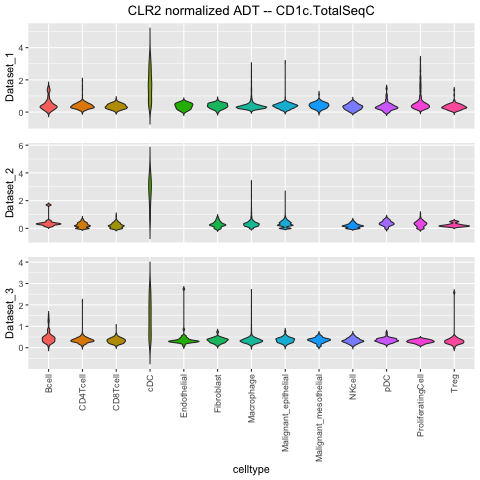 CLR2 normalized ADT -- CD1c.TotalSeqC
Dataset_1
4
2
0
Dataset_2
6
4
2
0
Dataset_3
4
3
2
1
0
Bcell
CD4Tcell
CD8Tcell
cDC
Endothelial
Fibroblast
Macrophage
Malignant_epithelial
Malignant_mesothelial
NKcell
pDC
ProliferatingCell
Treg
celltype